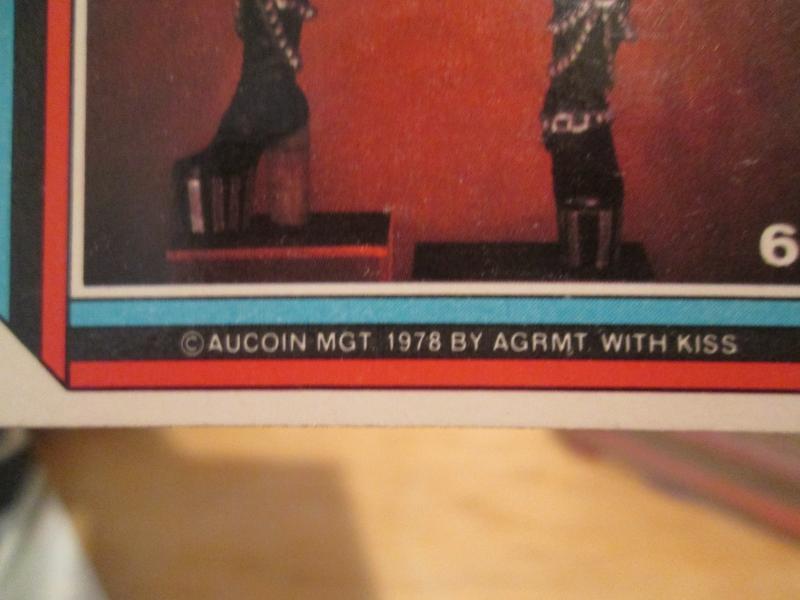 6
© AUCOIN MGT. 1978 BY AGRMT. WITH KISS